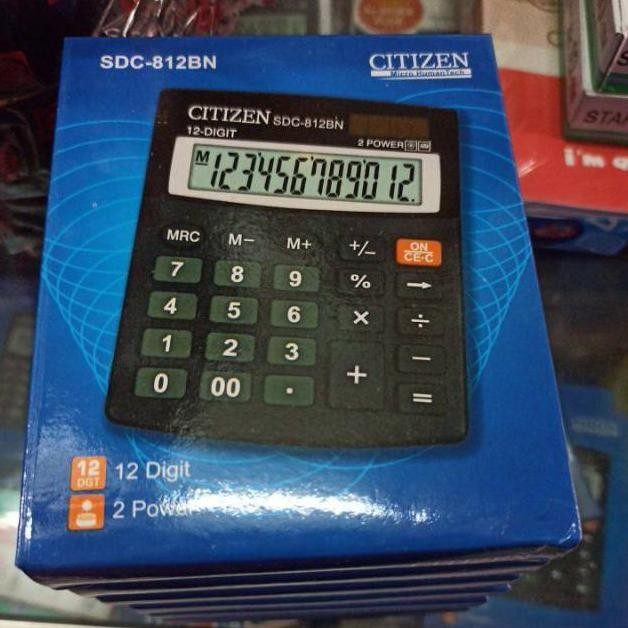 SDC-812BN
CITIZEN
Micro HumanTech
CITIZEN SDC-812BN
12-DIGIT
2 POWER
M
123456789012.
MRC M− M+ +/− ON
CE·C
7 8 9 % →
4 5 6 × ÷
1 2 3 + −
0 00 . =
12
DGT
12 Digit
2 Power
STA
i'm